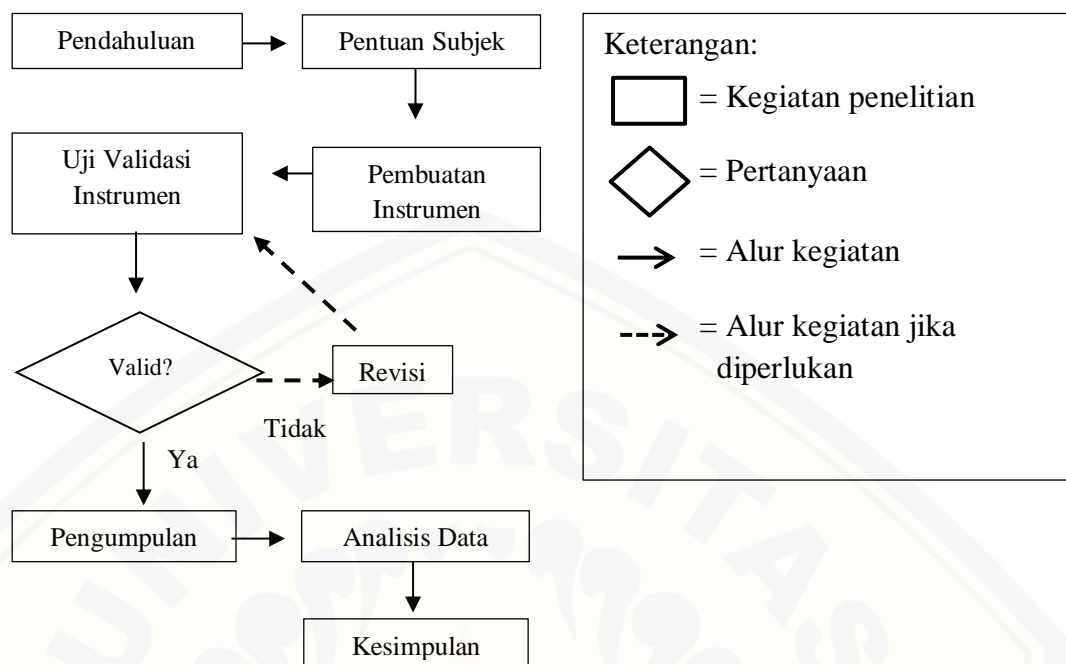 Pendahuluan
Pentuan Subjek
Uji Validasi
Instrumen
Pembuatan
Instrumen
Valid?
Revisi
Tidak
Ya
Pengumpulan
Analisis Data
Kesimpulan
Keterangan:
= Kegiatan penelitian
= Pertanyaan
= Alur kegiatan
= Alur kegiatan jika
diperlukan
UNIVERSITAS